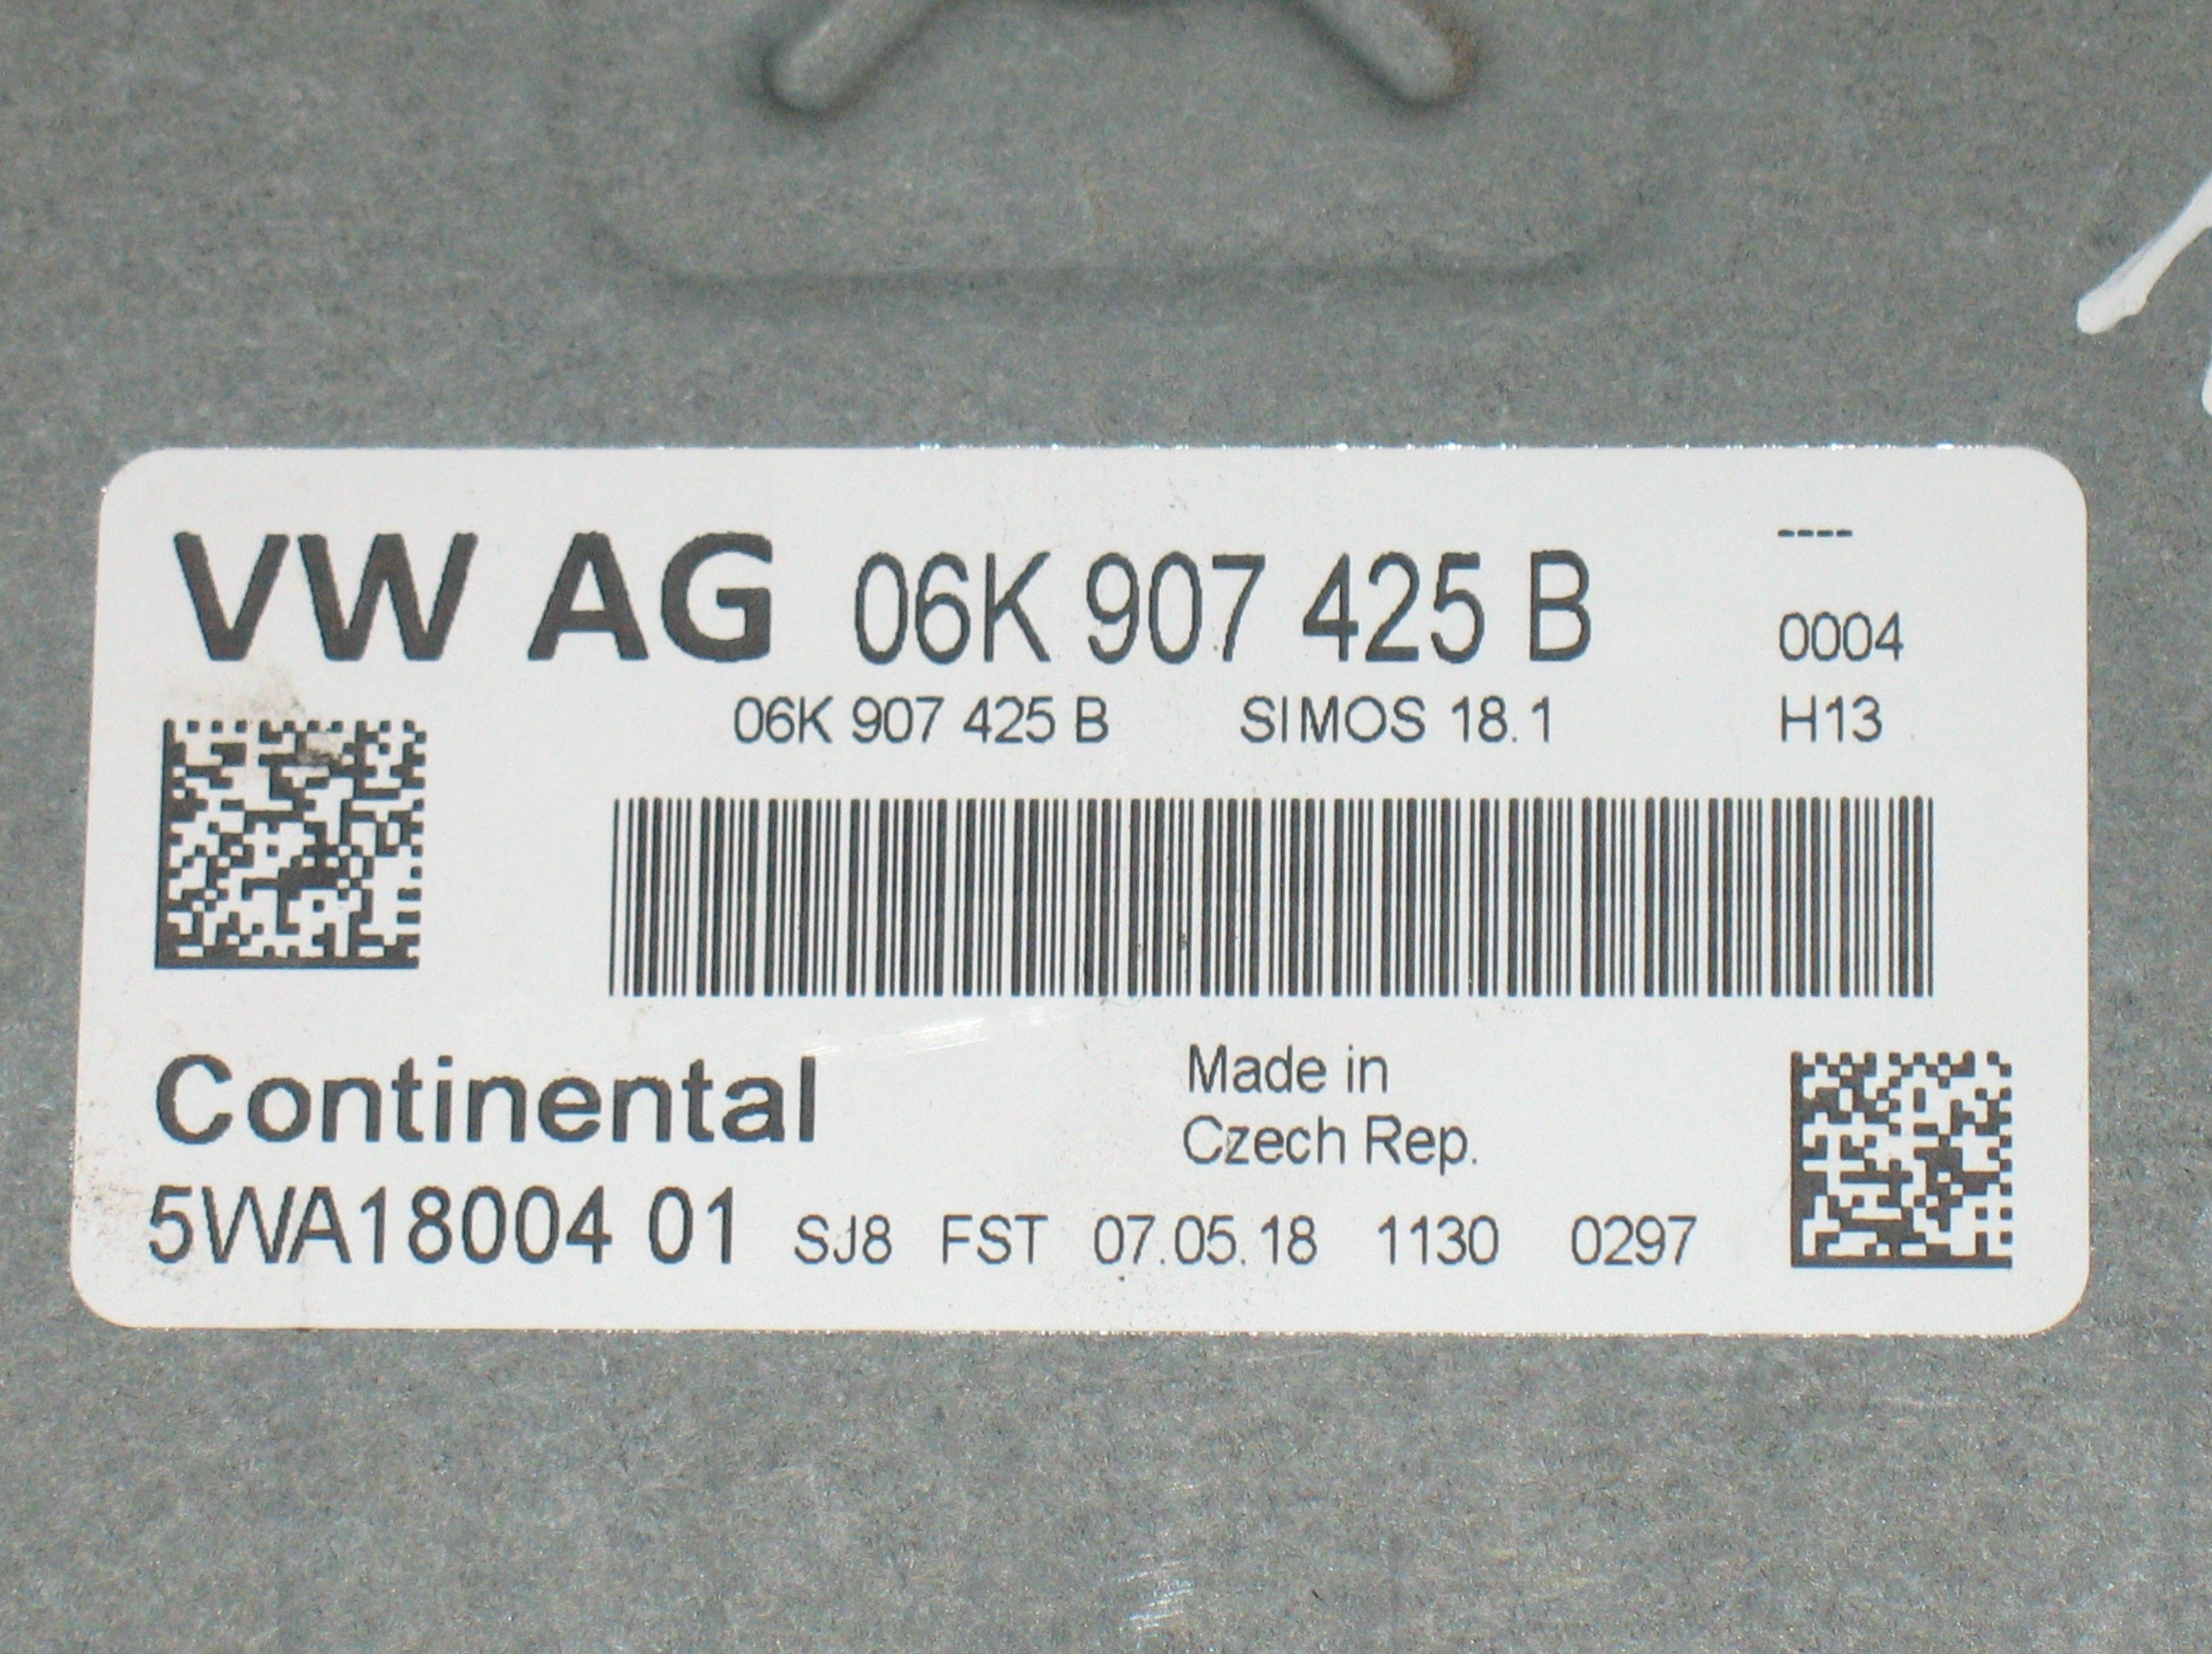 VW AG 06K 907 425 B ----
0004
06K 907 425 B SIMOS 18.1 H13
Continental
Made in
Czech Rep.
5WA18004 01 SJ8 FST 07.05.18 1130 0297